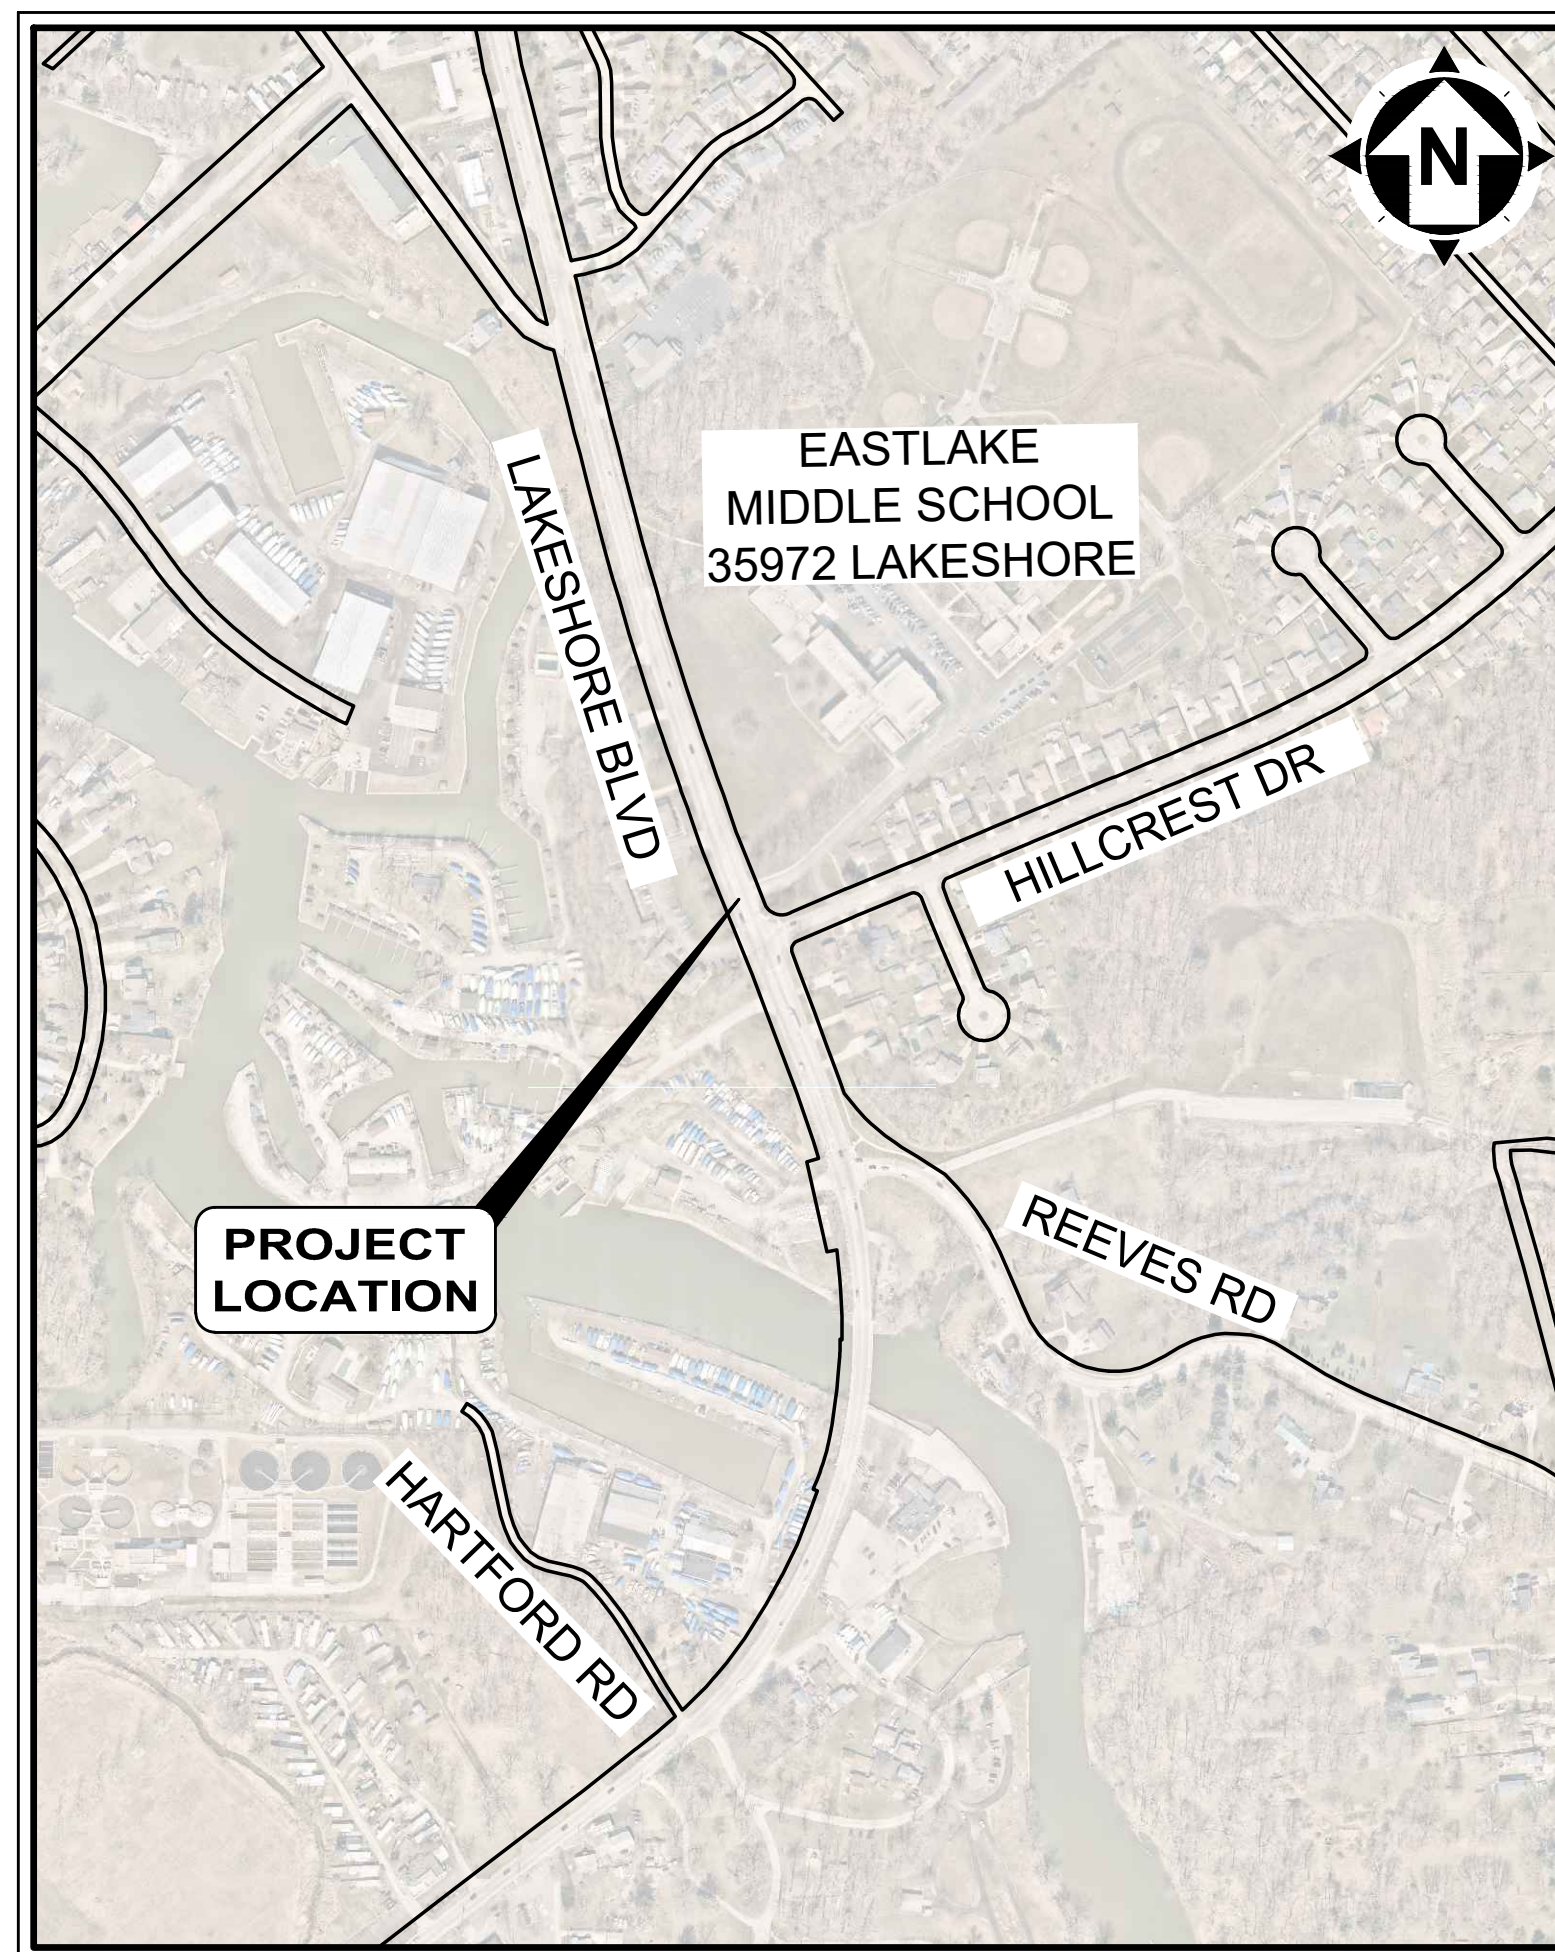 N
EASTLAKE
MIDDLE SCHOOL
35972 LAKESHORE
LAKESHORE BLVD
HILLCREST DR
REEVES RD
PROJECT
LOCATION
HARTFORD RD